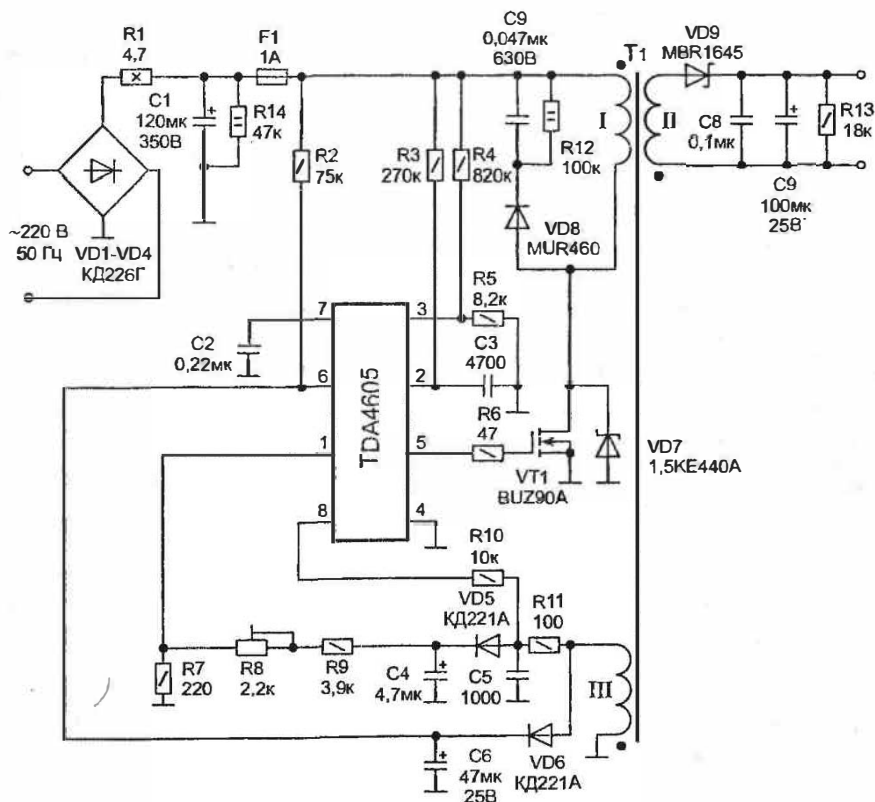 R1
4,7
F1
1А
C9
0,047мк
630В
T1
VD9
MBR1645
C1
120мк
350В
R14
47к
R2
75к
R3
270к
R4
820к
R12
100к
I
II
C8
0,1мк
R13
18к
C9
100мк
25В
~220 В
50 Гц
VD1-VD4
КД226Г
VD8
MUR460
R5
8,2к
C2
0,22мк
7
3
C3
4700
6
2
TDA4605
R6
47
1
5
VT1
BUZ90A
VD7
1,5KE440A
8
4
R10
10к
VD5
КД221А
R11
100
R7
220
R8
2,2к
R9
3,9к
C4
4,7мк
C5
1000
III
C6
47мк
25В
VD6
КД221А